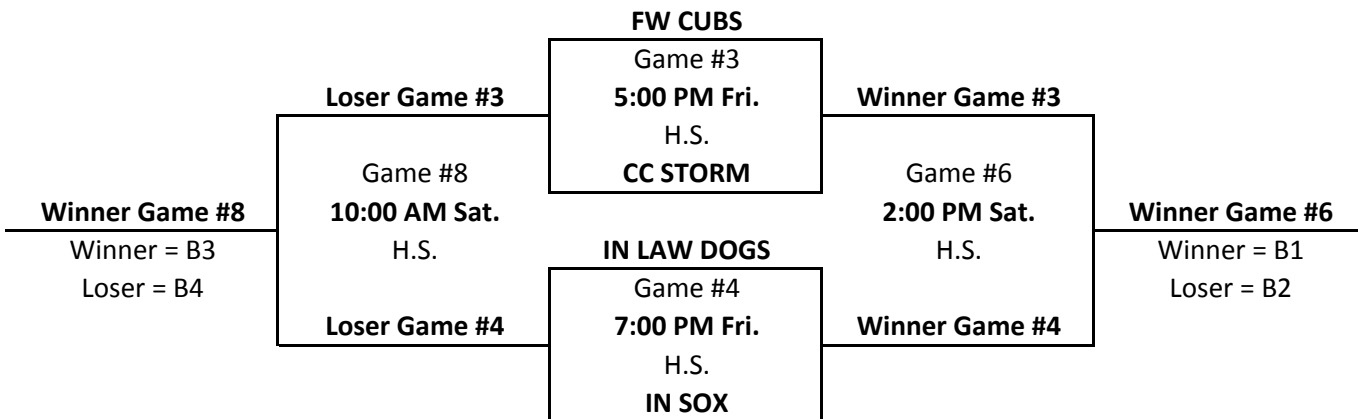 FW CUBS
Game #3
Loser Game #3 5:00 PM Fri. Winner Game #3
H.S.
Game #8 CC STORM Game #6
Winner Game #8 10:00 AM Sat. 2:00 PM Sat. Winner Game #6
Winner = B3 H.S. IN LAW DOGS H.S. Winner = B1
Loser = B4 Game #4 Loser = B2
Loser Game #4 7:00 PM Fri. Winner Game #4
H.S.
IN SOX